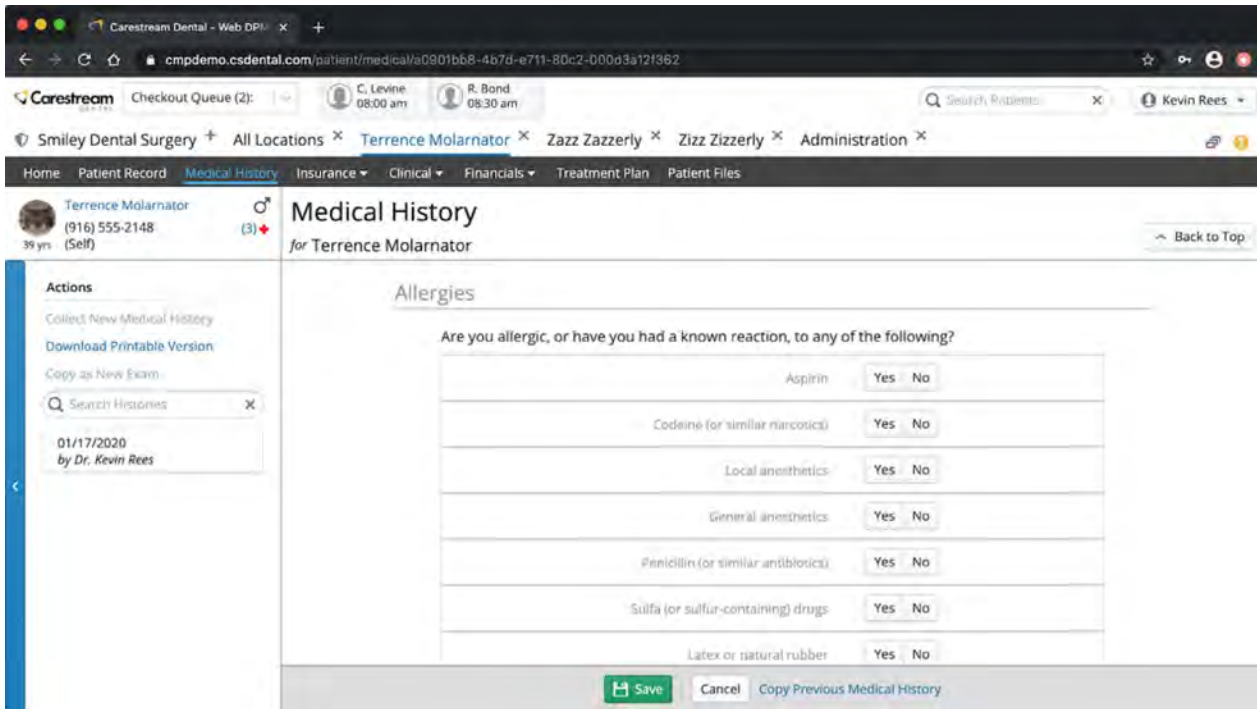 Carestream Dental - Web DPM
cmpdemo.csdental.com/patient/medical/a0901bb8-4b7d-e711-80c2-000d3a12f362
Carestream DENTAL Checkout Queue (2): C. Levine 08:00 am R. Bond 08:30 am Search Patients Kevin Rees
Smiley Dental Surgery + All Locations × Terrence Molarnator × Zazz Zazzerly × Zizz Zizzerly × Administration ×
Home Patient Record Medical History Insurance Clinical Financials Treatment Plan Patient Files
Terrence Molarnator
(916) 555-2148 (3)
39 yrs (Self)
Medical History
for Terrence Molarnator
Back to Top
Actions
Collect New Medical History
Download Printable Version
Copy as New Exam
Search Histories
01/17/2020
by Dr. Kevin Rees
Allergies
Are you allergic, or have you had a known reaction, to any of the following?
Aspirin Yes No
Codeine (or similar narcotics) Yes No
Local anesthetics Yes No
General anesthetics Yes No
Penicillin (or similar antibiotics) Yes No
Sulfa (or sulfur-containing) drugs Yes No
Latex or natural rubber Yes No
Save Cancel Copy Previous Medical History